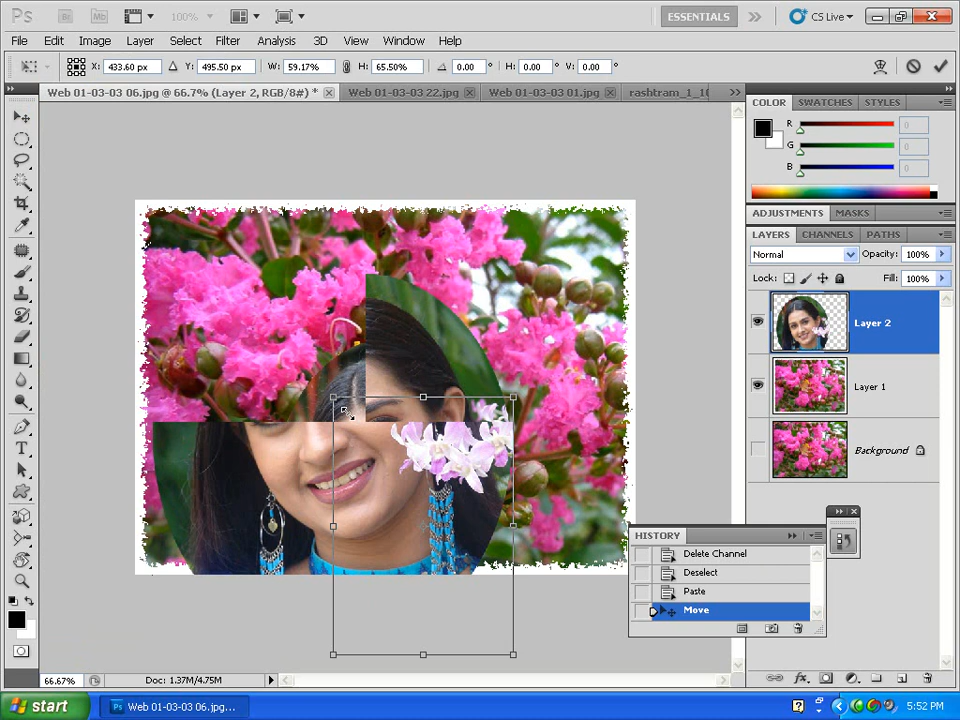 Ps Br Mb 100% ESSENTIALS CS Live
File Edit Image Layer Select Filter Analysis 3D View Window Help
X: 433.60 px Y: 495.50 px W: 59.17% H: 65.50% 0.00 ° H: 0.00 ° V: 0.00 °
Web 01-03-03 06.jpg @ 66.7% (Layer 2, RGB/8#) * Web 01-03-03 22.jpg Web 01-03-03 01.jpg
COLOR SWATCHES STYLES
R 0
G 0
B 0
ADJUSTMENTS MASKS
LAYERS CHANNELS PATHS
Normal Opacity: 100%
Lock: Fill: 100%
Layer 2
Layer 1
Background
HISTORY
Delete Channel
Deselect
Paste
Move
66.67% Doc: 1.37M/4.75M
start Ps Web 01-03-03 06.jpg... ? 5:52 PM